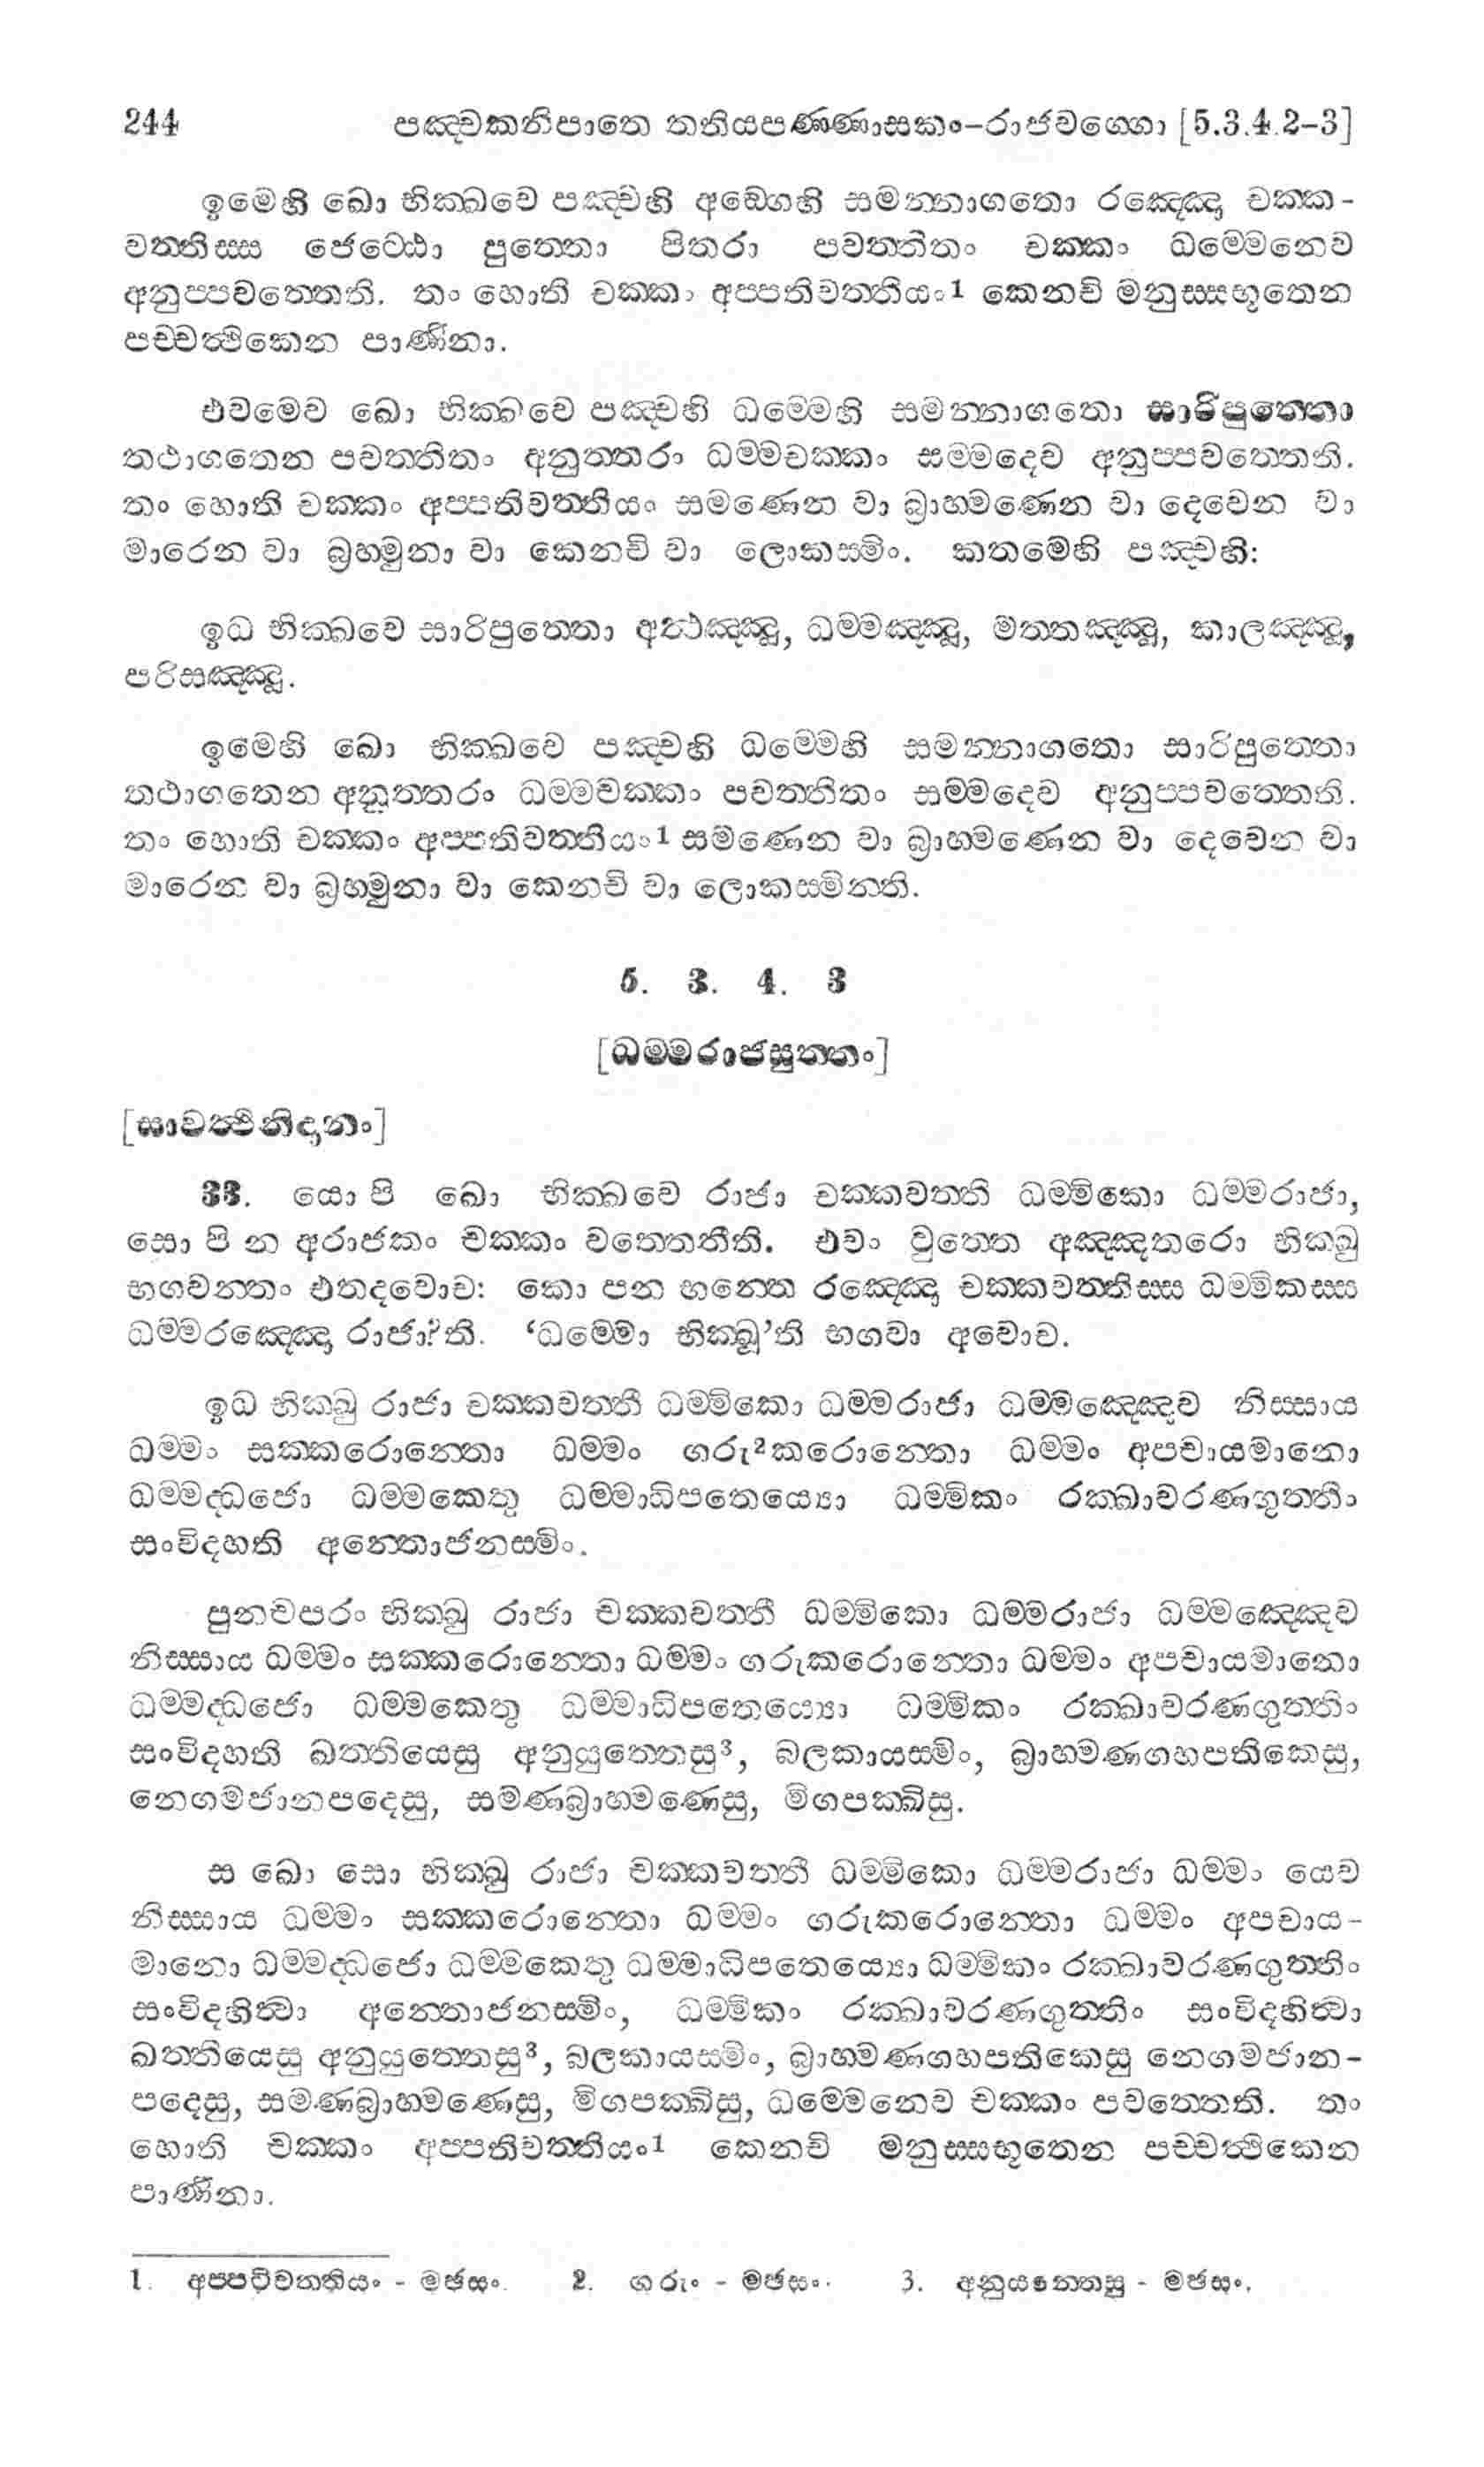 244 පඤ්චකනිපාතෙ තතියපණ්ණාසකං–රාජවග්ගො [5.3.4.2–3]
ඉමෙහි ඛො භික්ඛවෙ පඤ්චහි අඞ්ගෙහි සමන්නාගතො රඤ්ඤො චක්ක-
වත්තිස්ස ජෙට්ඨො පුත්තො පිතරා පවත්තිතං චක්කං ධම්මෙනෙව
අනුප්පවත්තෙති. තං හොති චක්කං අප්පතිවත්තියං1 කෙනචි මනුස්සභූතෙන
පච්චත්ථිකෙන පාණිනා.
එවමෙව ඛො භික්ඛවෙ පඤ්චහි ධම්මෙහි සමන්නාගතො සාරිපුත්තො
තථාගතෙන පවත්තිතං අනුත්තරං ධම්මචක්කං සම්මදෙව අනුප්පවත්තෙති.
තං හොති චක්කං අප්පතිවත්තියං සමණෙන වා බ්‍රාහ්මණෙන වා දෙවෙන වා
මාරෙන වා බ්‍රහ්මුනා වා කෙනචි වා ලොකස්මිං. කතමෙහි පඤ්චහි:
ඉධ භික්ඛවෙ සාරිපුත්තො අත්ථඤ්ඤූ, ධම්මඤ්ඤූ, මත්තඤ්ඤූ, කාලඤ්ඤූ,
පරිසඤ්ඤූ.
ඉමෙහි ඛො භික්ඛවෙ පඤ්චහි ධම්මෙහි සමන්නාගතො සාරිපුත්තො
තථාගතෙන අනුත්තරං ධම්මචක්කං පවත්තිතං සම්මදෙව අනුප්පවත්තෙති.
තං හොති චක්කං අප්පතිවත්තියං1 සමණෙන වා බ්‍රාහ්මණෙන වා දෙවෙන වා
මාරෙන වා බ්‍රහ්මුනා වා කෙනචි වා ලොකස්මින්ති.
5. 3. 4. 3
[ධම්මරාජසුත්තං]
[සාවත්ථිනිදානං]
33. යො පි ඛො භික්ඛවෙ රාජා චක්කවත්ති ධම්මිකො ධම්මරාජා,
සො පි න අරාජකං චක්කං වත්තෙතීති. එවං වුත්තෙ අඤ්ඤතරො භික්ඛු
භගවන්තං එතදවොච: කො පන භන්තෙ රඤ්ඤො චක්කවත්තිස්ස ධම්මිකස්ස
ධම්මරඤ්ඤො රාජා?ති. ‘ධම්මො භික්ඛූ’ති භගවා අවොච.
ඉධ භික්ඛු රාජා චක්කවත්තී ධම්මිකො ධම්මරාජා ධම්මඤ්ඤෙව නිස්සාය
ධම්මං සක්කරොන්තො ධම්මං ගරු2කරොන්තො ධම්මං අපචායමානො
ධම්මද්ධජො ධම්මකෙතු ධම්මාධිපතෙය්‍යො ධම්මිකං රක්ඛාවරණගුත්තිං
සංවිදහති අන්තොජනස්මිං.
පුනචපරං භික්ඛු රාජා චක්කවත්තී ධම්මිකො ධම්මරාජා ධම්මඤ්ඤෙව
නිස්සාය ධම්මං සක්කරොන්තො ධම්මං ගරුකරොන්තො ධම්මං අපචායමානො
ධම්මද්ධජො ධම්මකෙතු ධම්මාධිපතෙය්‍යො ධම්මිකං රක්ඛාවරණගුත්තිං
සංවිදහති ඛත්තියෙසු අනුයුත්තෙසු3, බලකායස්මිං, බ්‍රාහ්මණගහපතිකෙසු,
නෙගමජානපදෙසු, සමණබ්‍රාහ්මණෙසු, මිගපක්ඛිසු.
ස ඛො සො භික්ඛු රාජා චක්කවත්තී ධම්මිකො ධම්මරාජා ධම්මං යෙව
නිස්සාය ධම්මං සක්කරොන්තො ධම්මං ගරුකරොන්තො ධම්මං අපචාය-
මානො ධම්මද්ධජො ධම්මකෙතු ධම්මාධිපතෙය්‍යො ධම්මිකං රක්ඛාවරණගුත්තිං
සංවිදහිත්වා අන්තොජනස්මිං, ධම්මිකං රක්ඛාවරණගුත්තිං සංවිදහිත්වා
ඛත්තියෙසු අනුයුත්තෙසු3, බලකායස්මිං, බ්‍රාහ්මණගහපතිකෙසු නෙගමජාන-
පදෙසු, සමණබ්‍රාහ්මණෙසු, මිගපක්ඛිසු, ධම්මෙනෙව චක්කං පවත්තෙති. තං
හොති චක්කං අප්පතිවත්තියං1 කෙනචි මනුස්සභූතෙන පච්චත්ථිකෙන
පාණිනා.
1. අප්පටිවත්තියං - මඡසං. 2. ගරුං - මඡසං. 3. අනුයන්තෙසු - මඡසං.